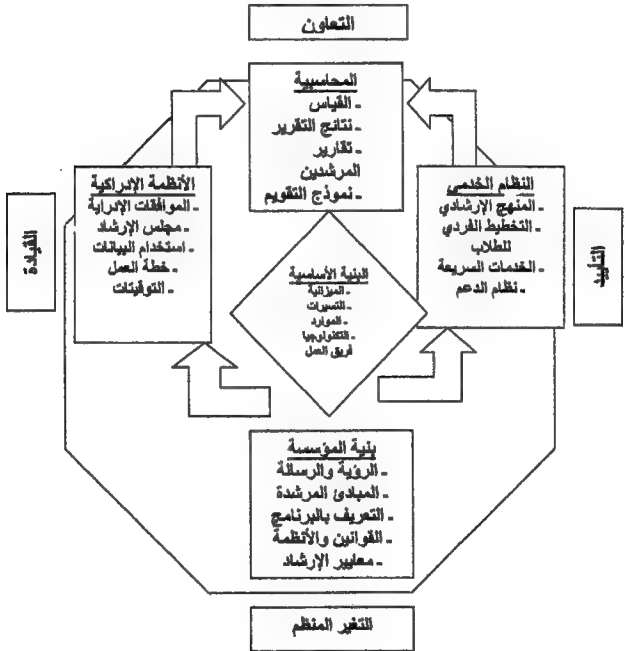 التعاون
المحاسبية
ـ القياس
ـ نتائج التقرير
ـ تقارير
المرشدين
ـ نموذج التقويم
النظام الخدمي
ـ المنهج الإرشادي
ـ التخطيط الفردي
للطلاب
ـ الخدمات السريعة
ـ نظام الدعم
الأنظمة الإدراكية
ـ الموافقات الإدراية
ـ مجلس الإرشاد
ـ استخدام البيانات
ـ خطة العمل
ـ التوقيتات
التأييد
القيادة
البنية الأساسية
ـ الميزانية
ـ التسيرات
ـ الموارد
ـ التكنولوجيا
فريق العمل
بنية المؤسسة
ـ الرؤية والرسالة
ـ المبادئ المرشدة
ـ التعريف بالبرنامج
ـ القوانين والأنظمة
ـ معايير الإرشاد
التغير المنظم